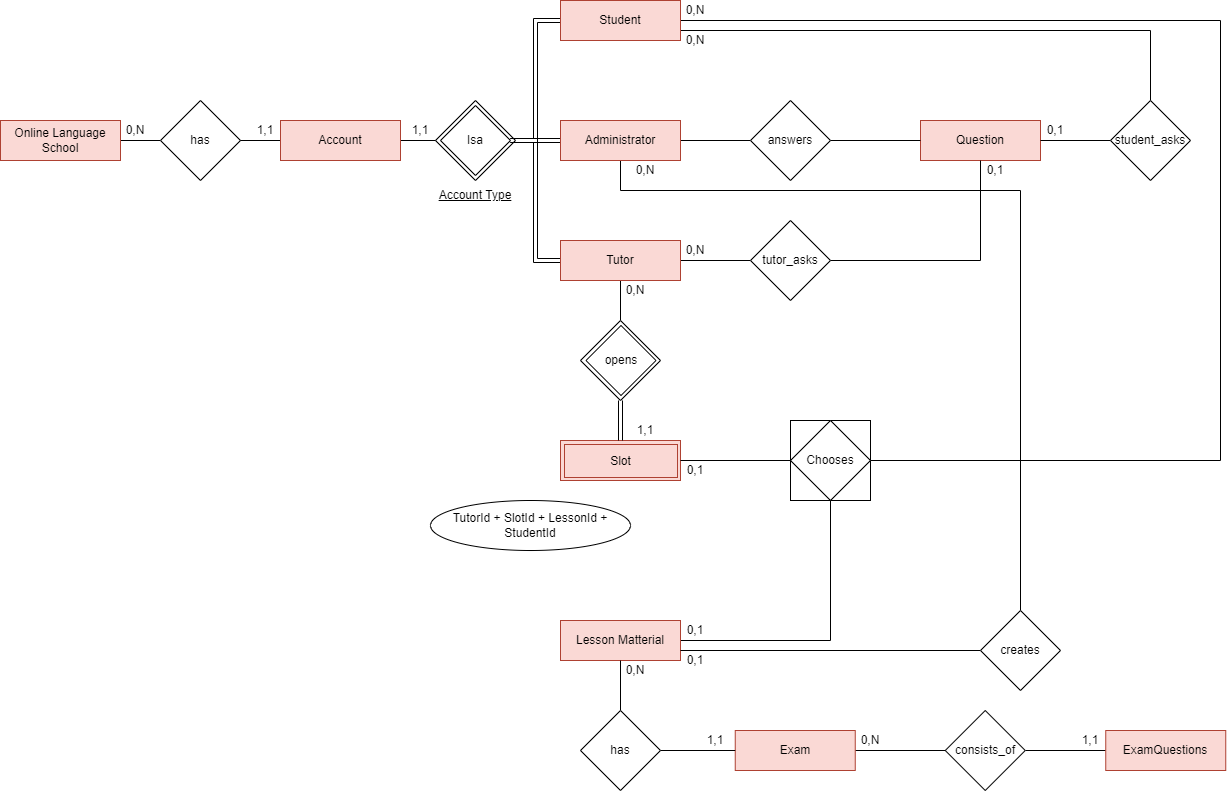 Student
0,N
0,N
Online Language
School
0,N
has
1,1
Account
1,1
Isa
Account Type
Administrator
0,N
answers
Question
0,1
0,1
student_asks
Tutor
0,N
0,N
tutor_asks
opens
1,1
Slot
0,1
Chooses
TutorId + SlotId + LessonId +
StudentId
Lesson Matterial
0,1
0,1
0,N
creates
has
1,1
Exam
0,N
consists_of
1,1
ExamQuestions